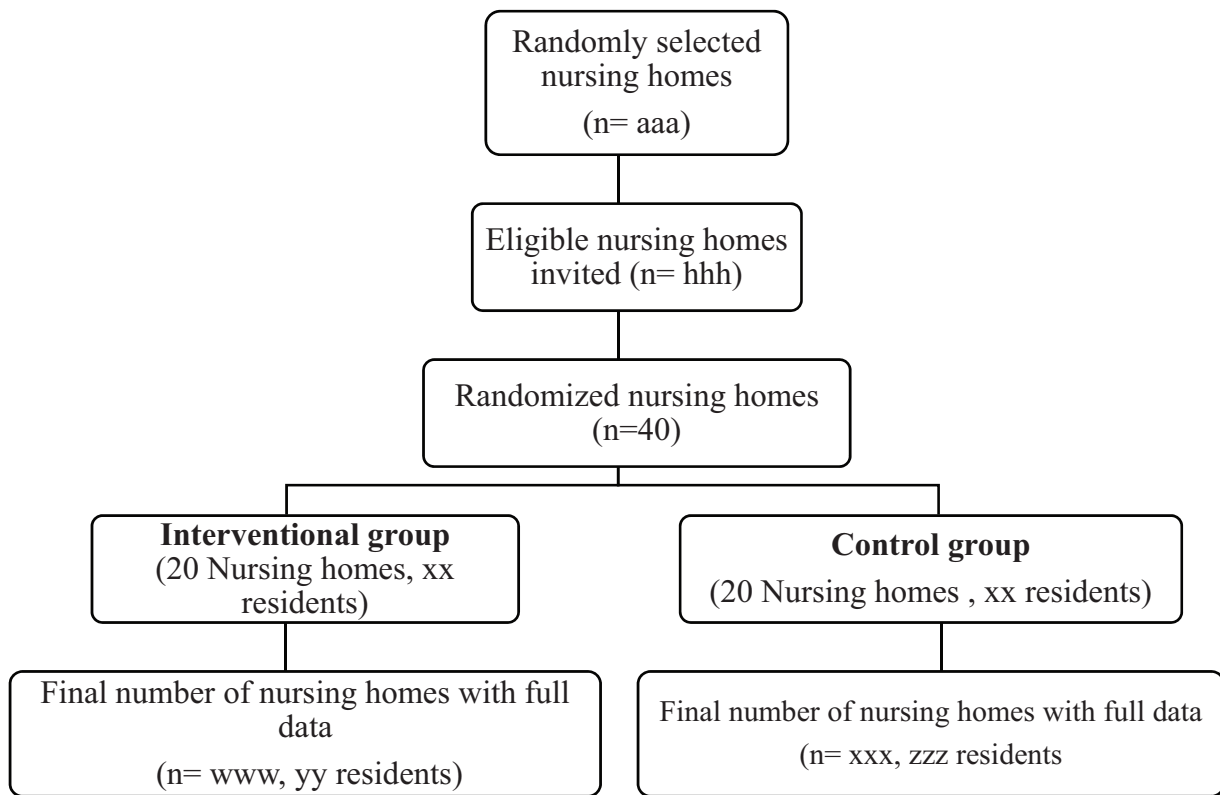 Randomly selected
nursing homes
(n= aaa)
Eligible nursing homes
invited (n= hhh)
Randomized nursing homes
(n=40)
Interventional group
(20 Nursing homes, xx
residents)
Control group
(20 Nursing homes , xx residents)
Final number of nursing homes with full
data
(n= www, yy residents)
Final number of nursing homes with full data
(n= xxx, zzz residents